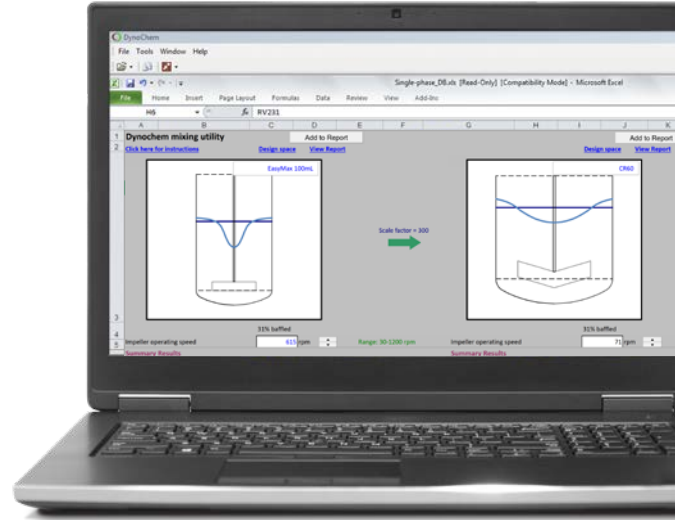 DynoChem
File Tools Window Help
Single-phase_DB.xls [Read-Only] [Compatibility Mode] - Microsoft Excel
File Home Insert Page Layout Formulas Data Review View Add-Ins
H6 fx RV231
A B C D E F G H I J K
1 Dynochem mixing utility Add to Report Add to Report
2 Click here for instructions Design space View Report Design space View Report
EasyMax 100mL CR60
Scale factor = 300
3
4 31% baffled 31% baffled
5 Impeller operating speed 615 rpm Range: 30-1200 rpm Impeller operating speed 71 rpm
Summary Results Summary Results